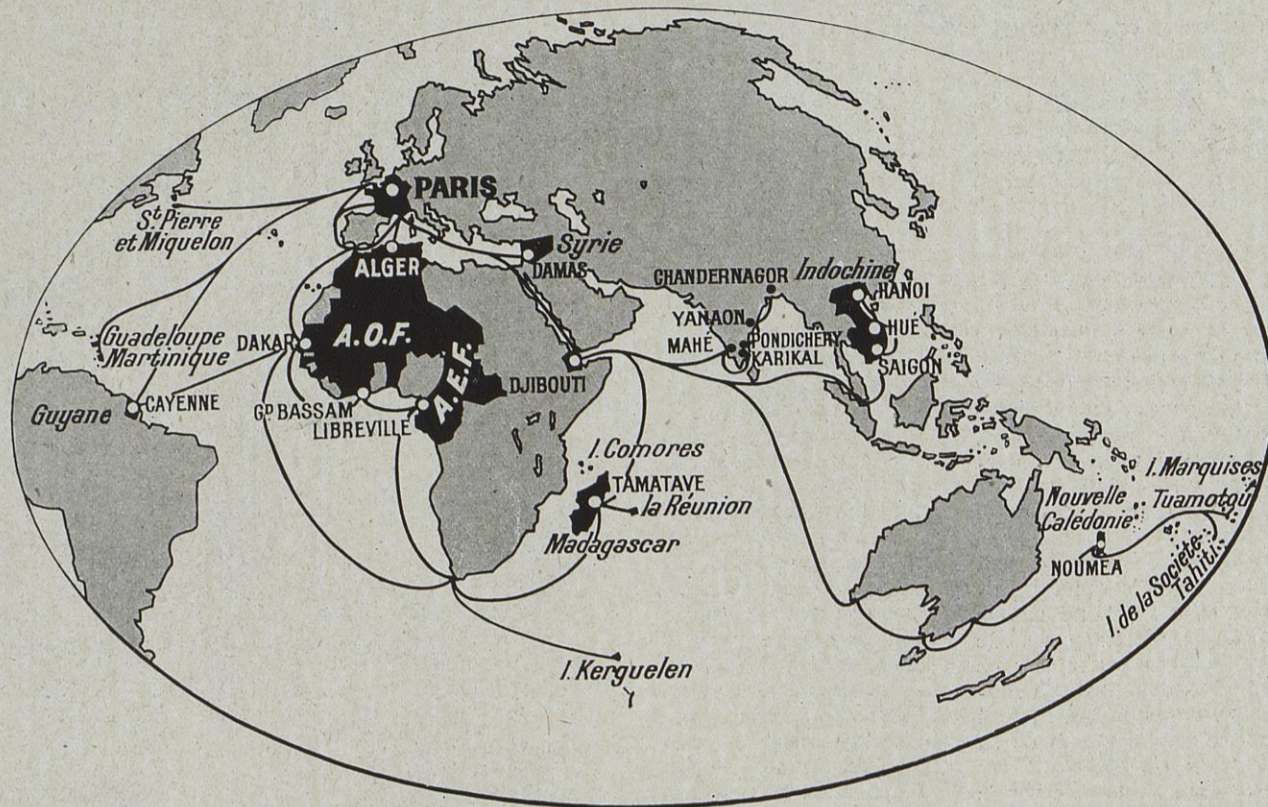 PARIS
St Pierre
et Miquelon
Syrie
DAMAS
ALGER
CHANDERNAGOR
Indochine
HANOI
YANAON
HUÉ
MAHÉ
PONDICHÉRY
KARIKAL
SAIGON
Guadeloupe
Martinique
DAKAR
A.O.F.
A.E.F.
DJIBOUTI
Guyane
CAYENNE
GD BASSAM
LIBREVILLE
I. Comores
TAMATAVE
la Réunion
Madagascar
I. Marquises
Tuamotou
Nouvelle
Calédonie
NOUMÉA
I. de la Société-
Tahiti
I. Kerguelen